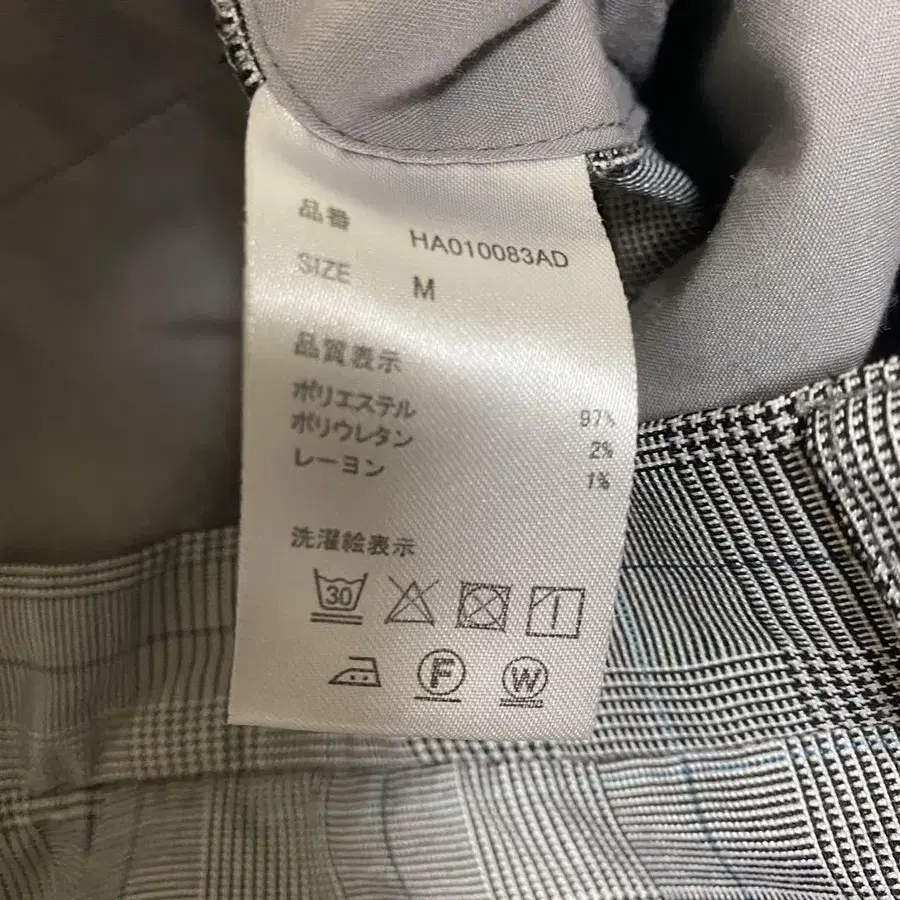 品番 HA010083AD
SIZE M
品質表示
ポリエステル 97%
ポリウレタン 2%
レーヨン 1%
洗濯絵表示
30
F W